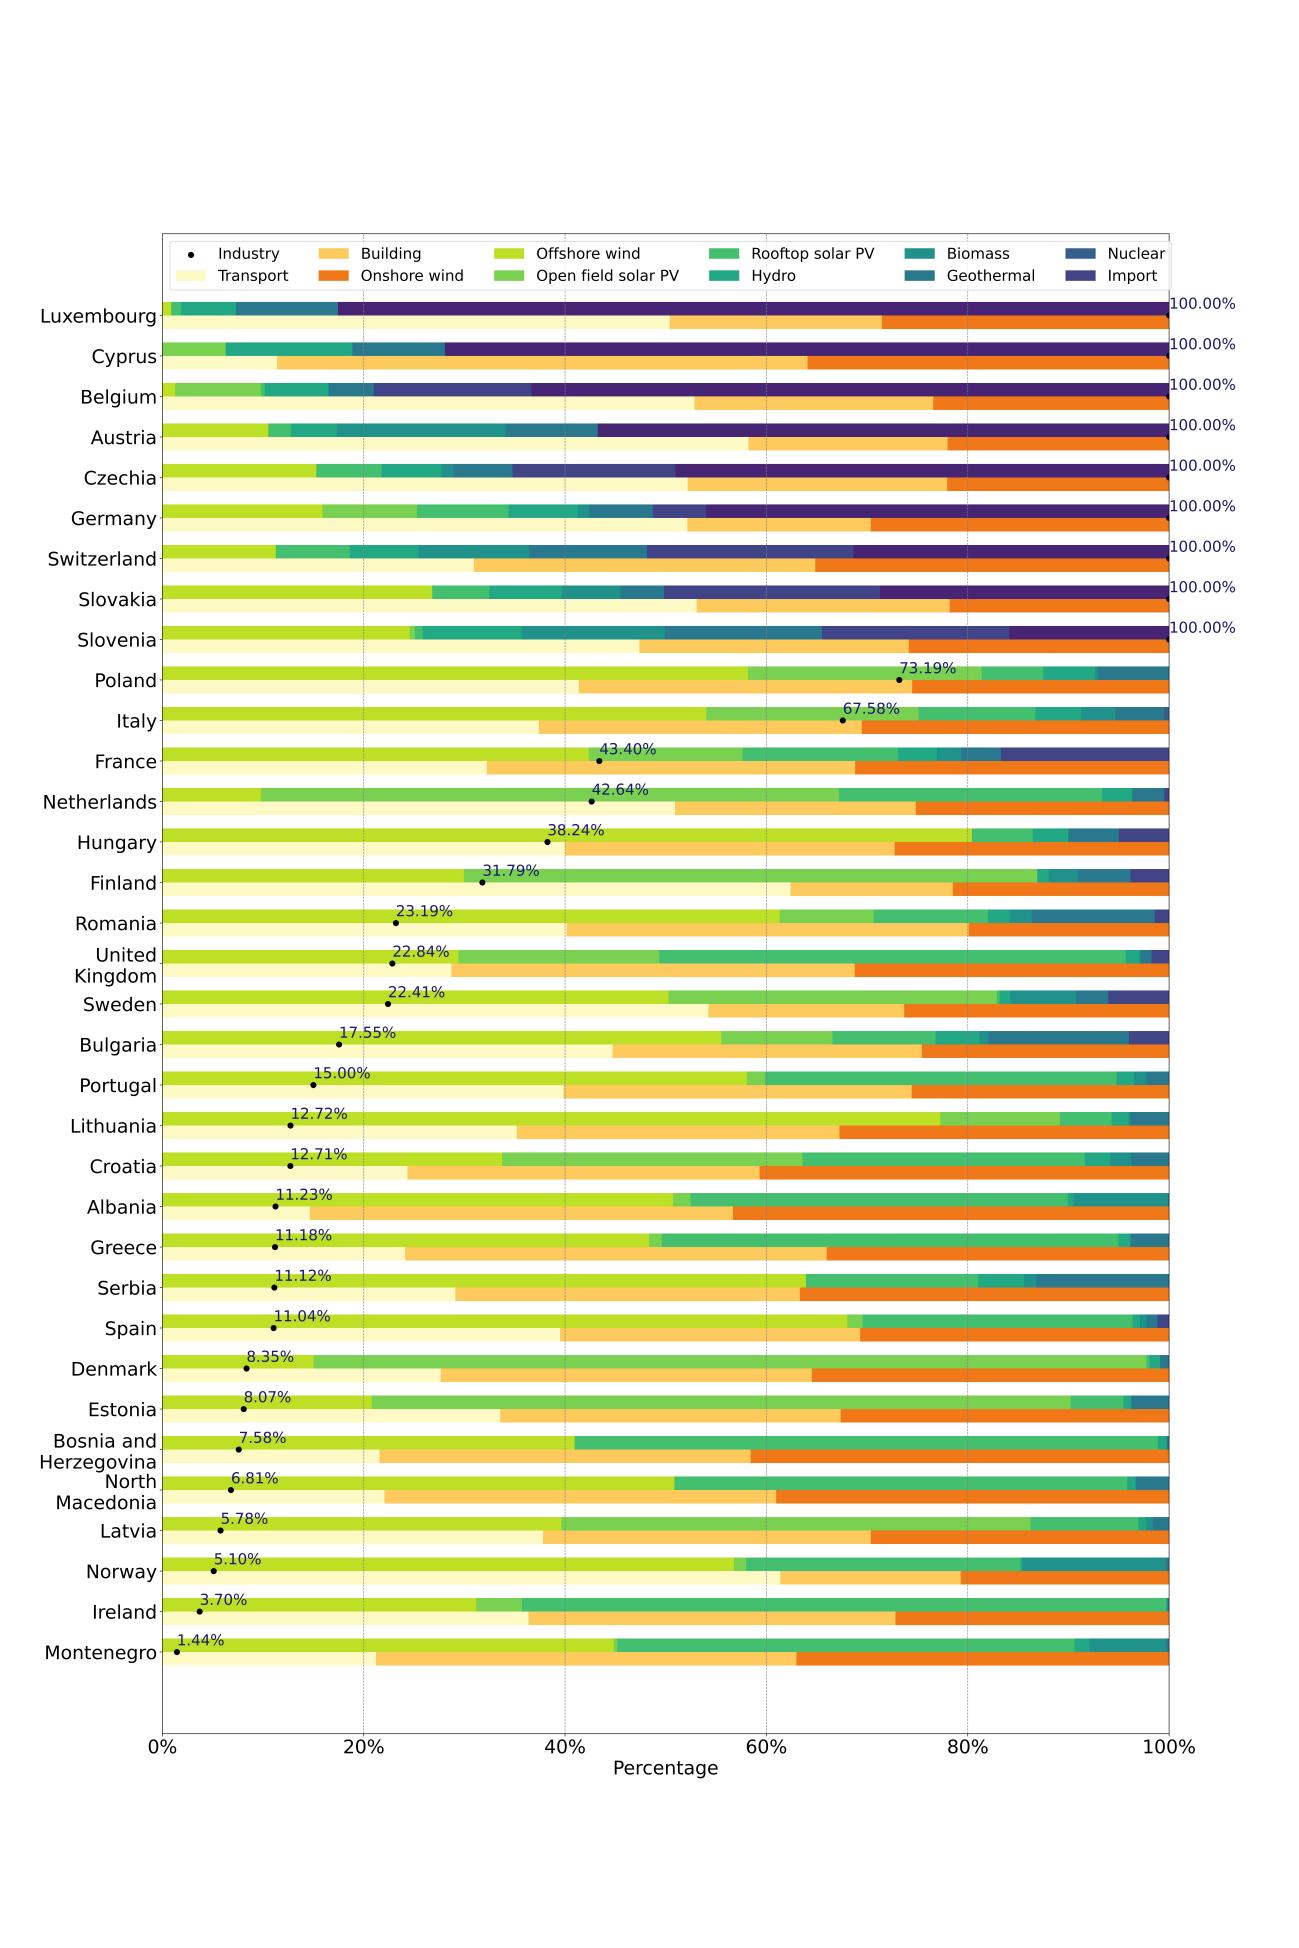 Industry Building Offshore wind Rooftop solar PV Biomass Nuclear
Transport Onshore wind Open field solar PV Hydro Geothermal Import
Luxembourg 100.00%
Cyprus 100.00%
Belgium 100.00%
Austria 100.00%
Czechia 100.00%
Germany 100.00%
Switzerland 100.00%
Slovakia 100.00%
Slovenia 100.00%
Poland 73.19%
Italy 67.58%
France 43.40%
Netherlands 42.64%
Hungary 38.24%
Finland 31.79%
Romania 23.19%
United 22.84%
Kingdom
Sweden 22.41%
Bulgaria 17.55%
Portugal 15.00%
Lithuania 12.72%
Croatia 12.71%
Albania 11.23%
Greece 11.18%
Serbia 11.12%
Spain 11.04%
Denmark 8.35%
Estonia 8.07%
Bosnia and 7.58%
Herzegovina
North 6.81%
Macedonia
Latvia 5.78%
Norway 5.10%
Ireland 3.70%
Montenegro 1.44%
0% 20% 40% 60% 80% 100%
Percentage